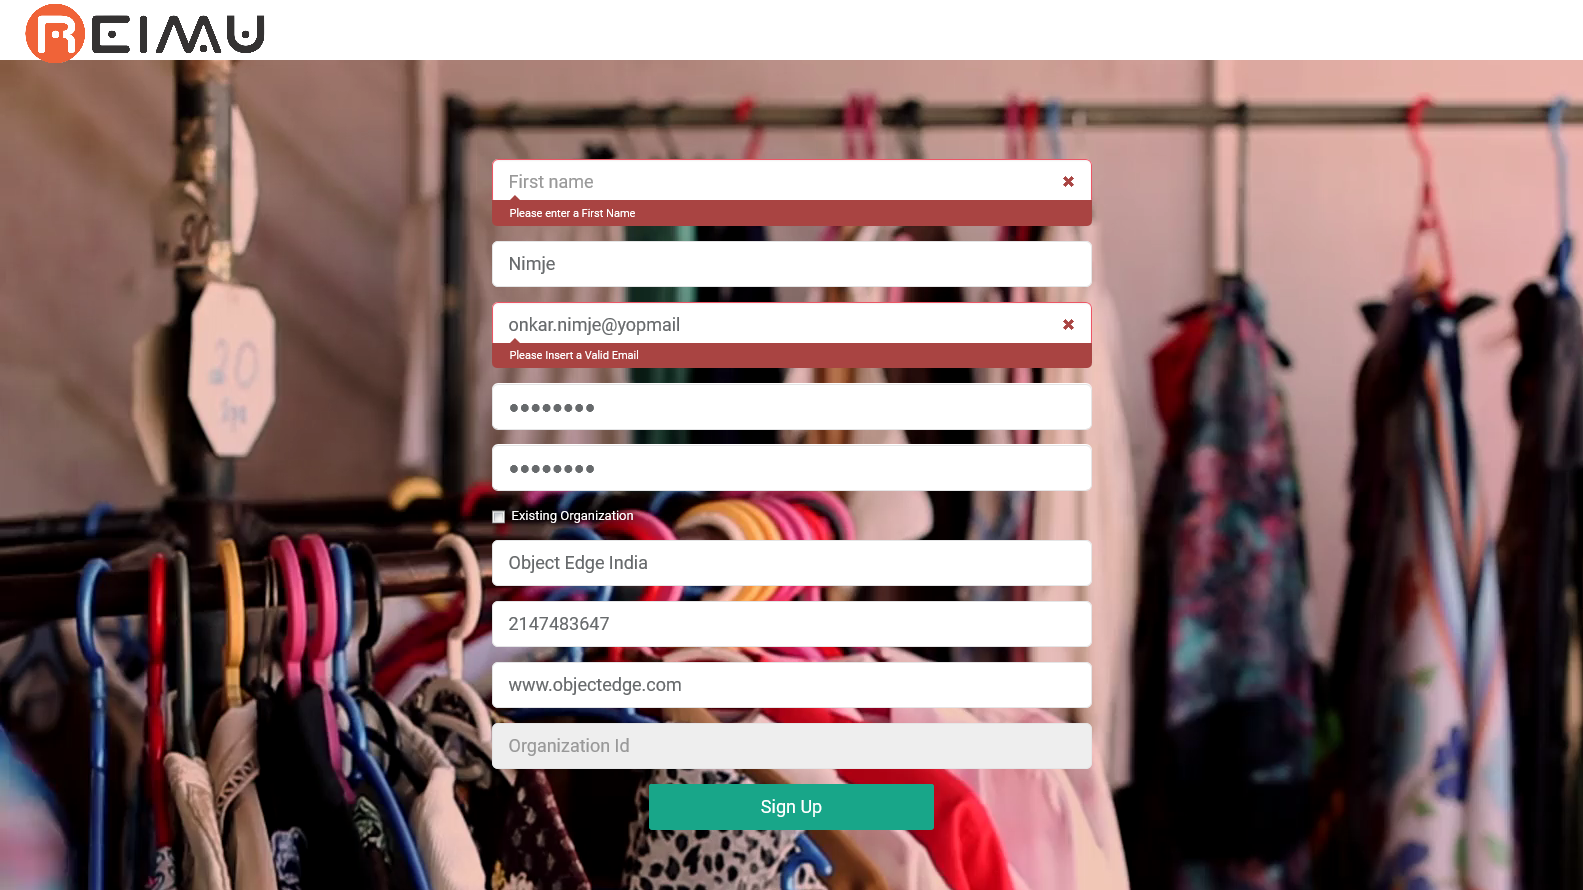 REIMU
First name
Please enter a First Name
Nimje
onkar.nimje@yopmail
Please Insert a Valid Email
Existing Organization
Object Edge India
2147483647
www.objectedge.com
Organization Id
Sign Up
20